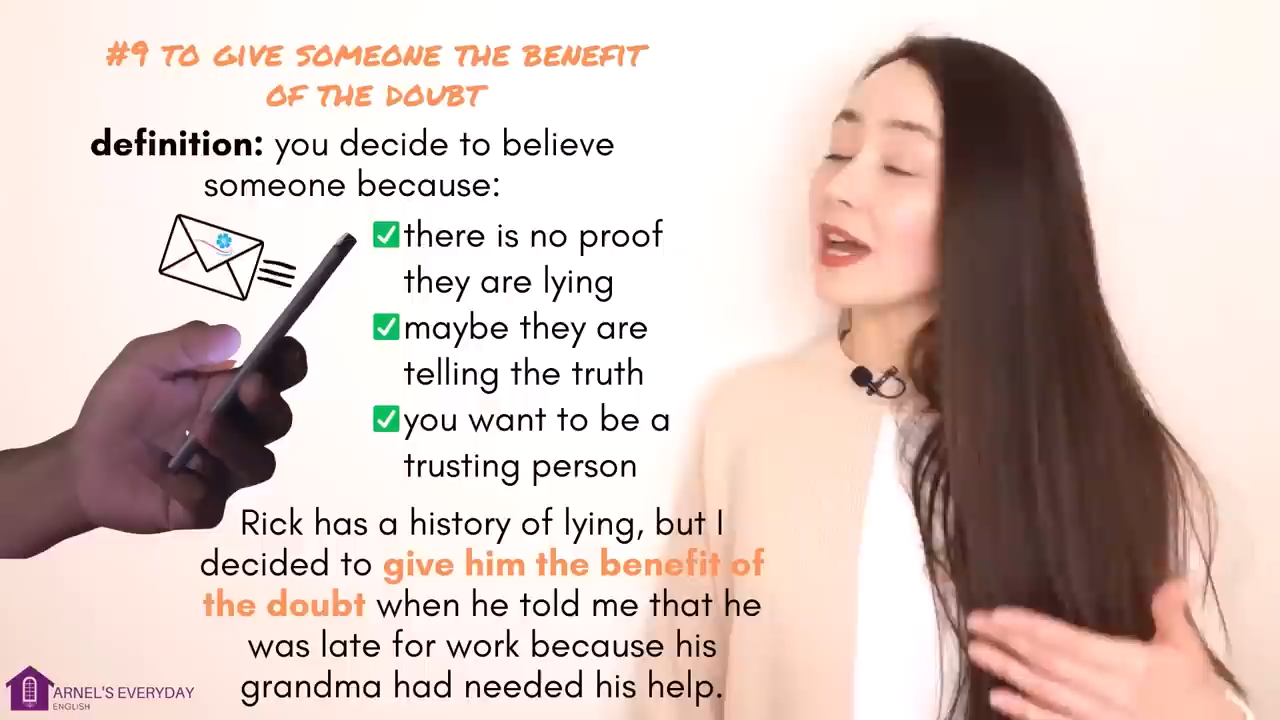 #9 TO GIVE SOMEONE THE BENEFIT
OF THE DOUBT
definition: you decide to believe
someone because:
✅there is no proof
they are lying
✅maybe they are
telling the truth
✅you want to be a
trusting person
Rick has a history of lying, but I
decided to give him the benefit of
the doubt when he told me that he
was late for work because his
grandma had needed his help.
ARNEL'S EVERYDAY
ENGLISH